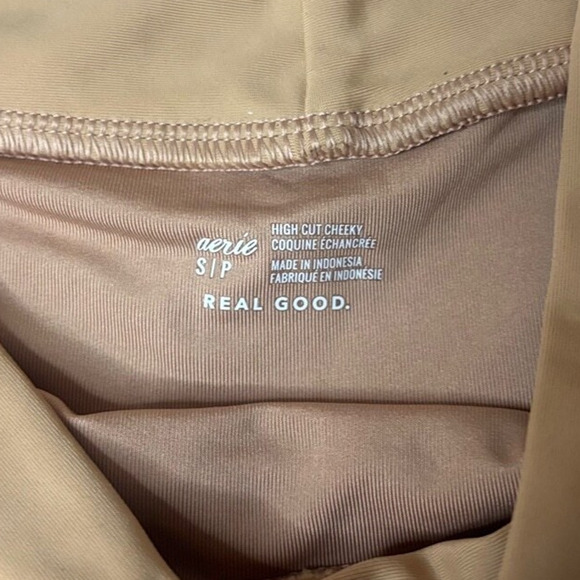 aerie
S|P
HIGH CUT CHEEKY
COQUINE ÉCHANCRÉE
MADE IN INDONESIA
FABRIQUÉ EN INDONÉSIE
REAL GOOD.